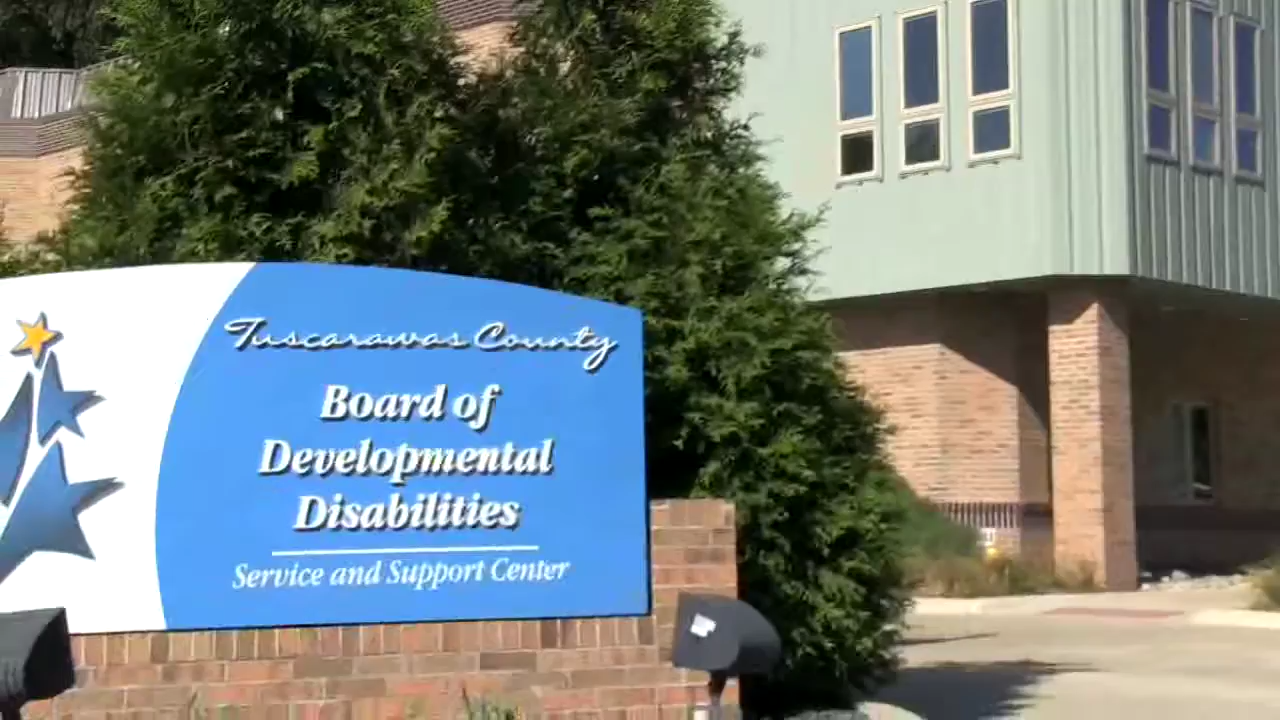 Tuscarawas County
Board of
Developmental
Disabilities
Service and Support Center